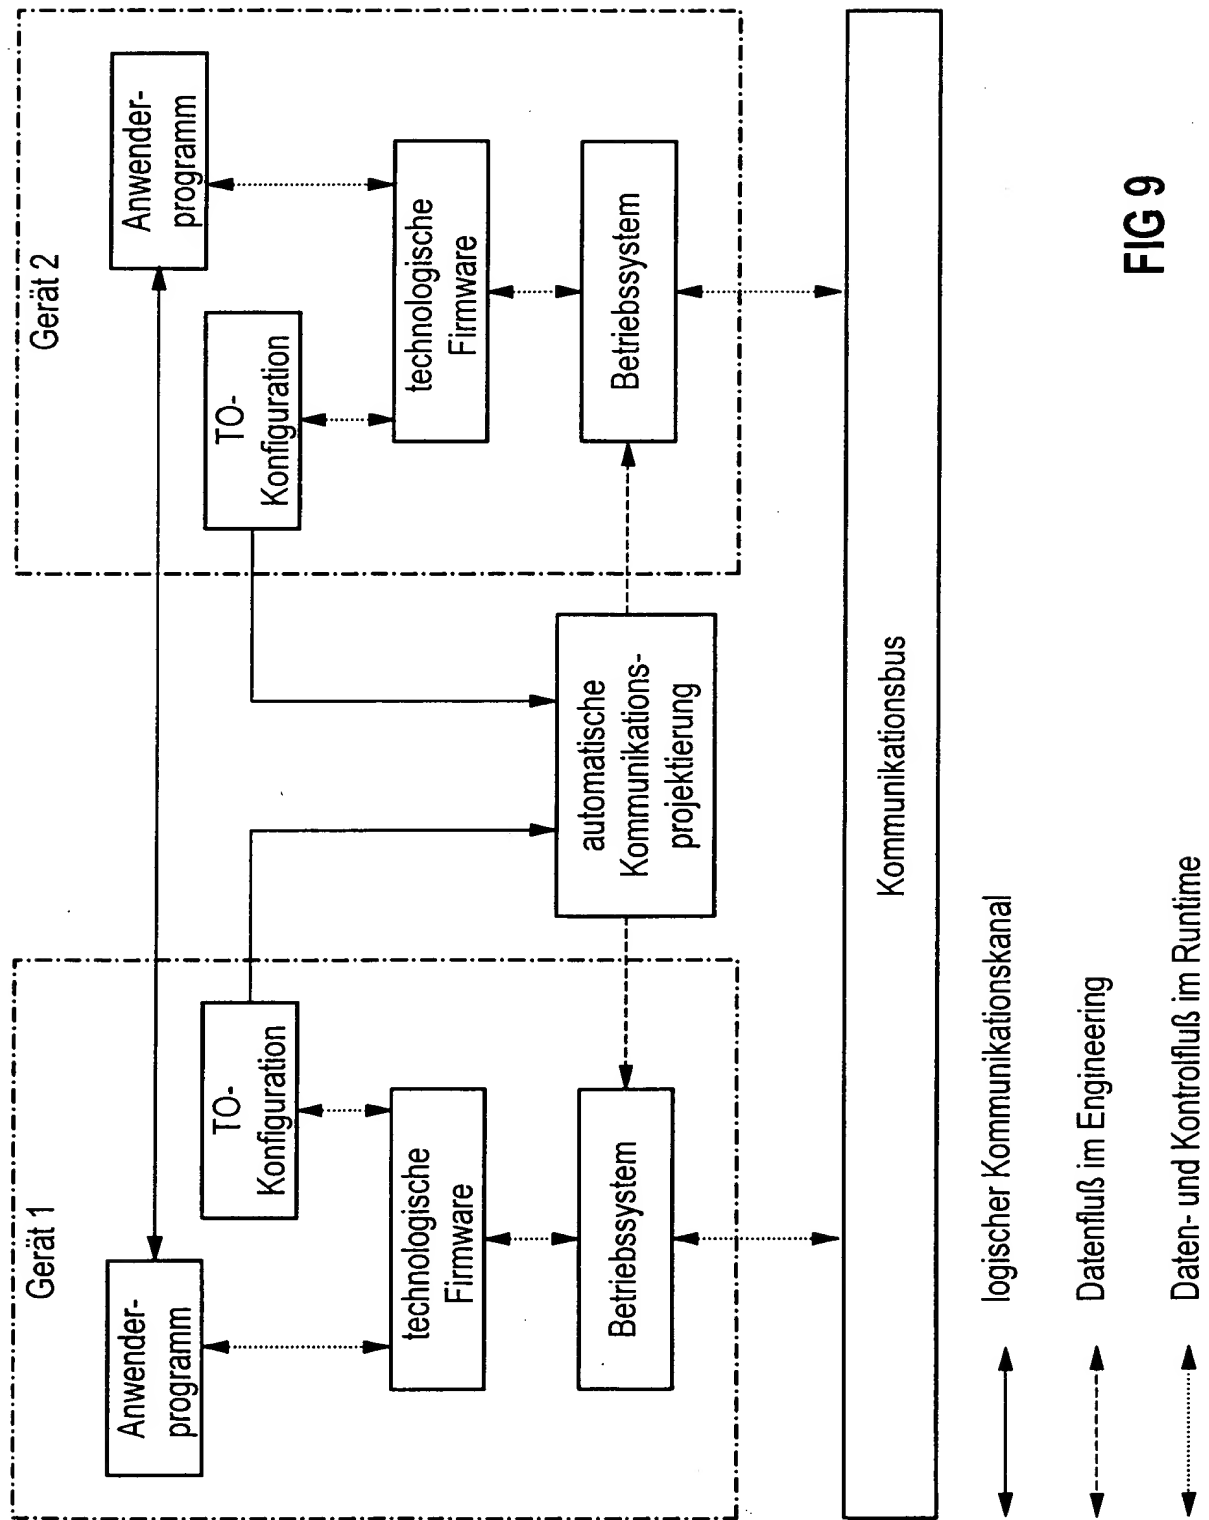 Gerät 1
Anwender-
programm
TO-
Konfiguration
technologische
Firmware
Betriebssystem
automatische
Kommunikations-
projektierung
Gerät 2
Anwender-
programm
TO-
Konfiguration
technologische
Firmware
Betriebssystem
Kommunikationsbus
logischer Kommunikationskanal
Datenfluß im Engineering
Daten- und Kontrolfluß im Runtime
FIG 9